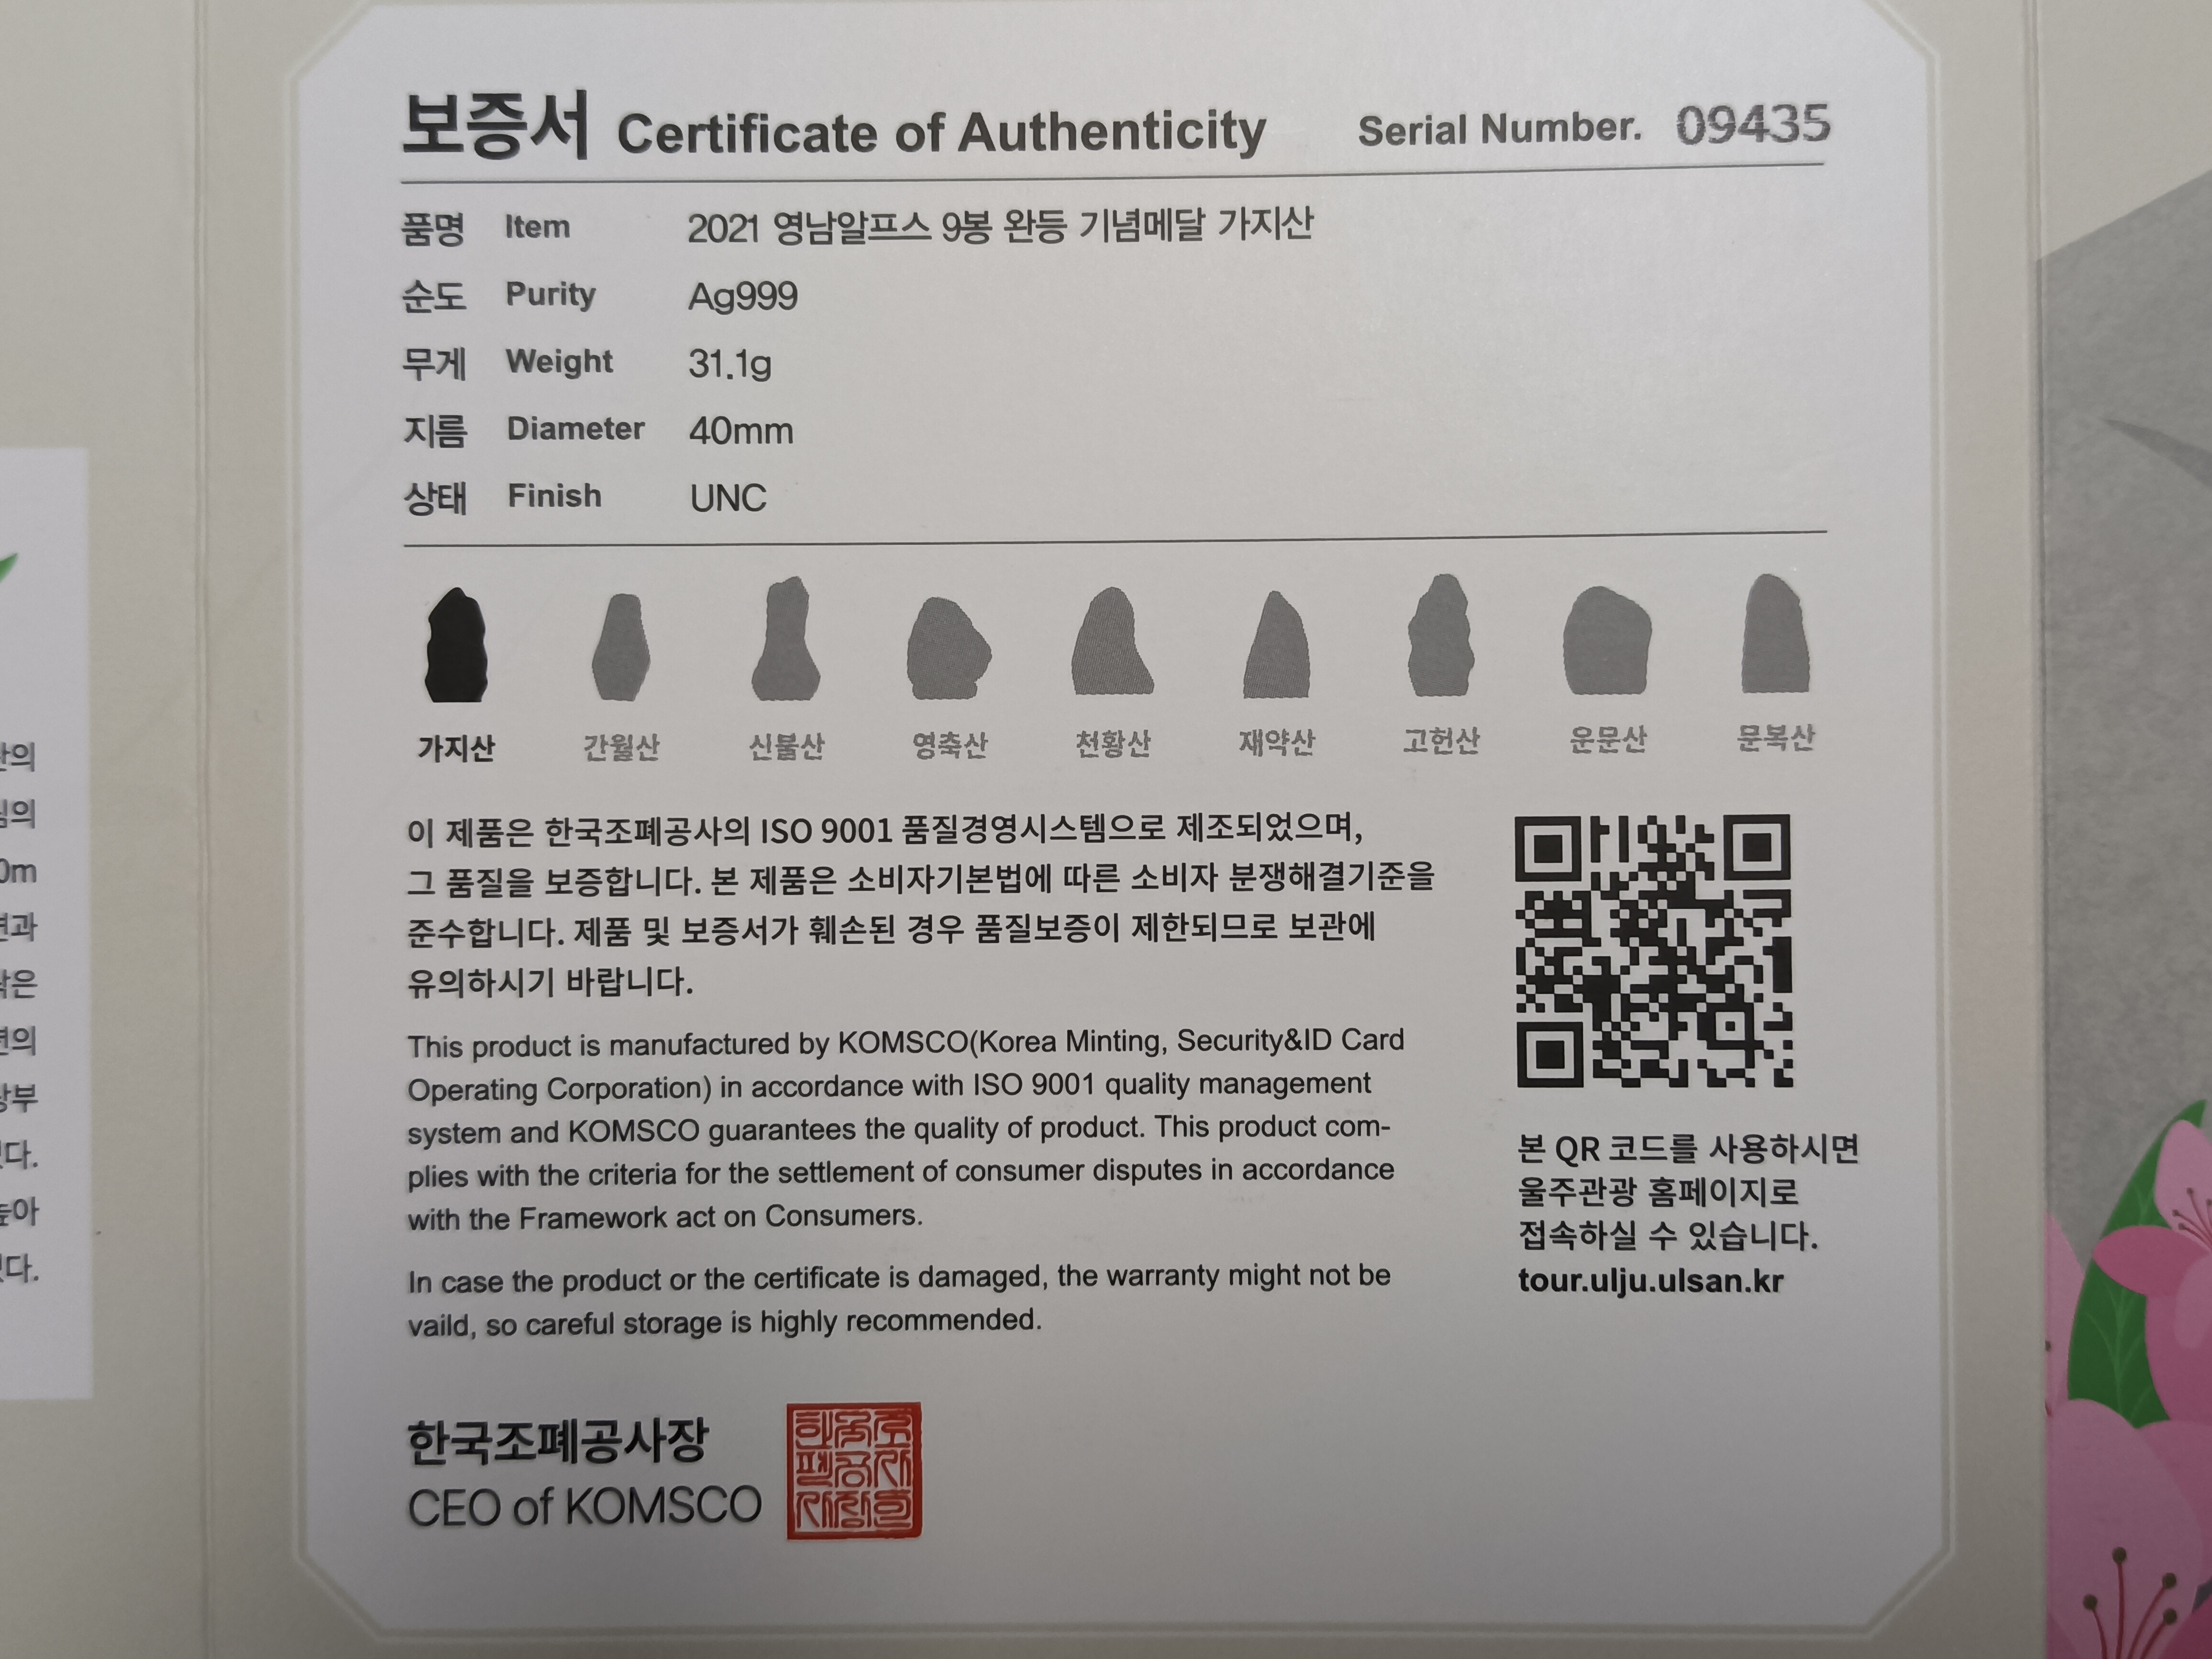 보증서 Certificate of Authenticity Serial Number. 09435
품명 Item 2021 영남알프스 9봉 완등 기념메달 가지산
순도 Purity Ag999
무게 Weight 31.1g
지름 Diameter 40mm
상태 Finish UNC
가지산 간월산 신불산 영축산 천황산 재약산 고헌산 운문산 문복산
이 제품은 한국조폐공사의 ISO 9001 품질경영시스템으로 제조되었으며,
그 품질을 보증합니다. 본 제품은 소비자기본법에 따른 소비자 분쟁해결기준을
준수합니다. 제품 및 보증서가 훼손된 경우 품질보증이 제한되므로 보관에
유의하시기 바랍니다.
This product is manufactured by KOMSCO(Korea Minting, Security&ID Card
Operating Corporation) in accordance with ISO 9001 quality management
system and KOMSCO guarantees the quality of product. This product com-
plies with the criteria for the settlement of consumer disputes in accordance
with the Framework act on Consumers.
In case the product or the certificate is damaged, the warranty might not be
vaild, so careful storage is highly recommended.
본 QR 코드를 사용하시면
울주관광 홈페이지로
접속하실 수 있습니다.
tour.ulju.ulsan.kr
한국조폐공사장
CEO of KOMSCO